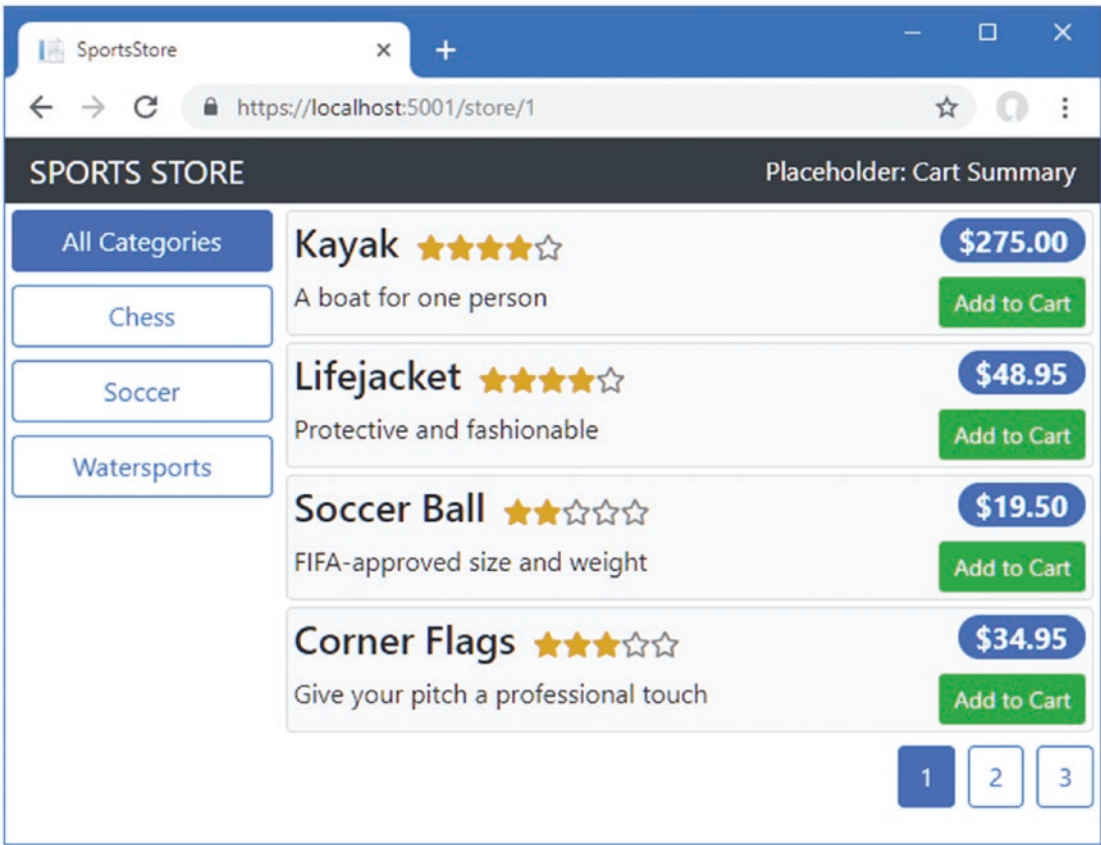 SportsStore
https://localhost:5001/store/1
SPORTS STORE
Placeholder: Cart Summary
All Categories
Chess
Soccer
Watersports
Kayak
$275.00
A boat for one person
Add to Cart
Lifejacket
$48.95
Protective and fashionable
Add to Cart
Soccer Ball
$19.50
FIFA-approved size and weight
Add to Cart
Corner Flags
$34.95
Give your pitch a professional touch
Add to Cart
1 2 3